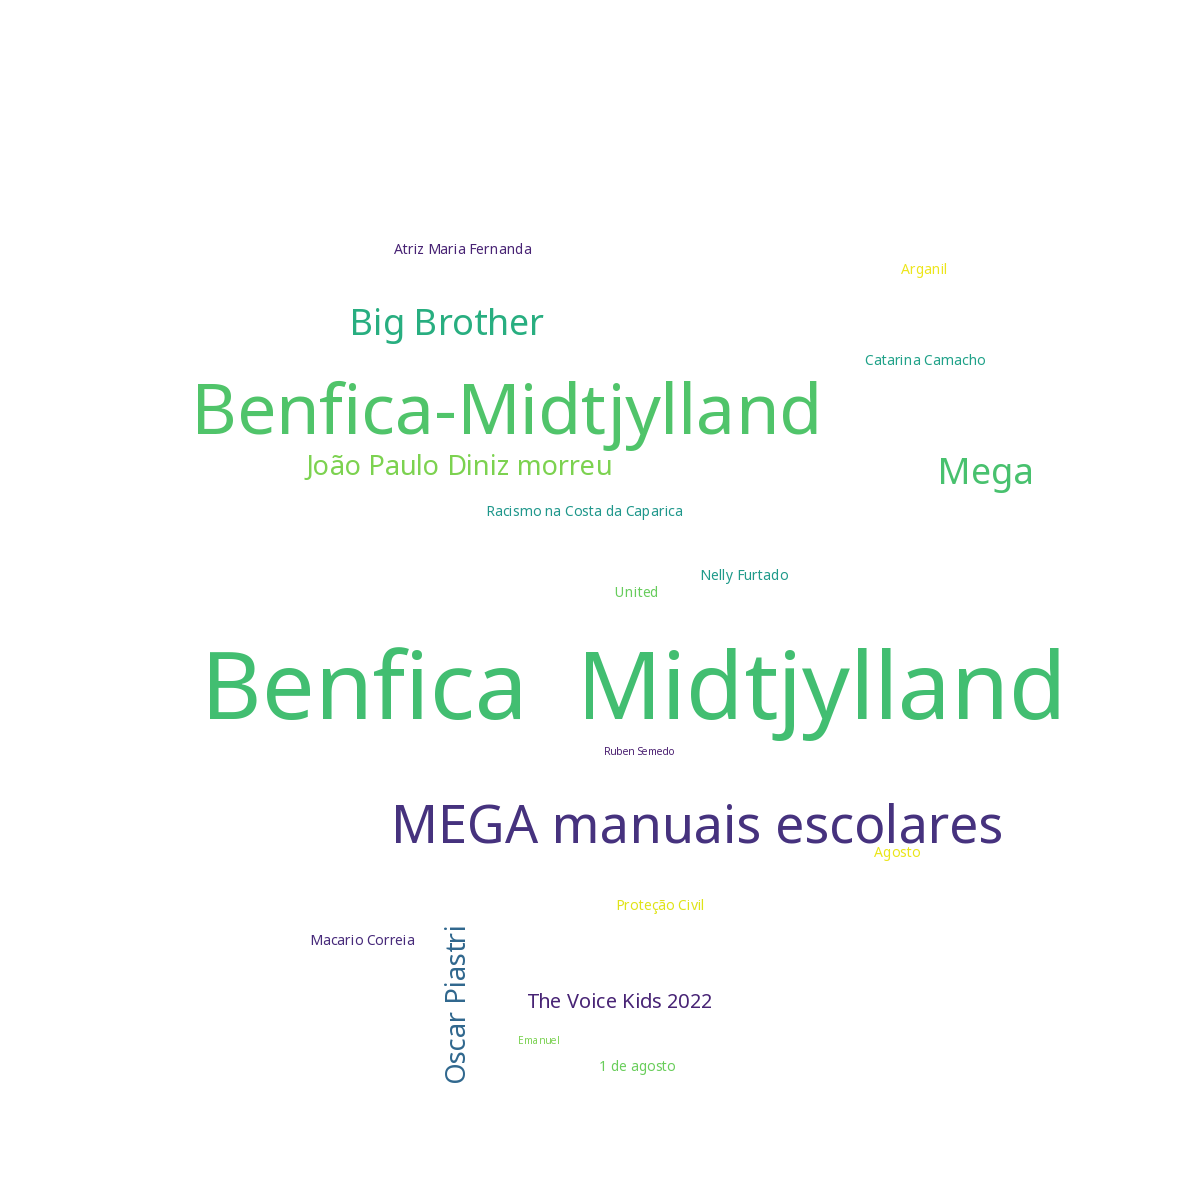 Atriz Maria Fernanda
Arganil
Big Brother
Catarina Camacho
Benfica-Midtjylland
João Paulo Diniz morreu
Mega
Racismo na Costa da Caparica
Nelly Furtado
United
Benfica Midtjylland
Ruben Semedo
MEGA manuais escolares
Agosto
Proteção Civil
Macario Correia
Oscar Piastri
The Voice Kids 2022
Emanuel
1 de agosto